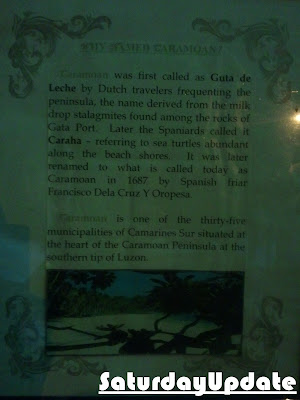 WHY NAMED CARAMOAN?
Caramoan was first called as Guta de
Leche by Dutch travelers frequenting the
peninsula, the name derived from the milk
drop stalagmites found among the rocks of
Gata Port. Later the Spaniards called it
Caraha - referring to sea turtles abundant
along the beach shores. It was later
renamed to what is called today as
Caramoan in 1687 by Spanish friar
Francisco Dela Cruz Y Oropesa.
Caramoan is one of the thirty-five
municipalities of Camarines Sur situated at
the heart of the Caramoan Peninsula at the
southern tip of Luzon.
SaturdayUpdate